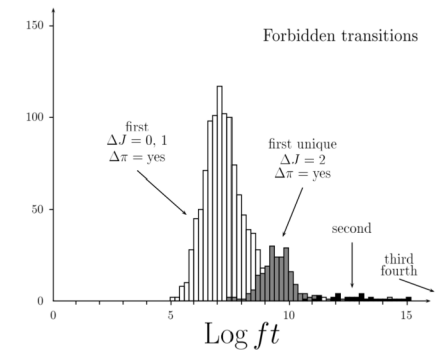 150
Forbidden transitions
100
first
ΔJ = 0, 1
Δπ = yes
first unique
ΔJ = 2
Δπ = yes
50
second
third
fourth
0
0
5
10
15
Log ft